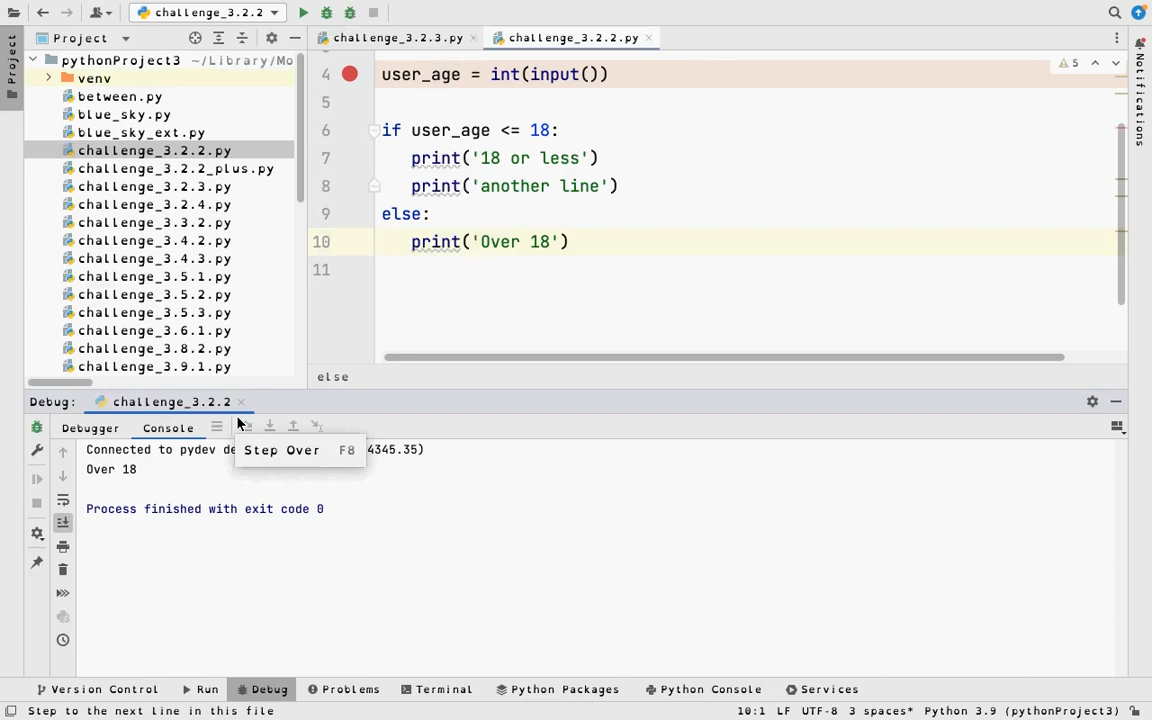 challenge_3.2.2
Project
Project
challenge_3.2.3.py
challenge_3.2.2.py
Notifications
pythonProject3 ~/Library/Mo
venv
between.py
blue_sky.py
blue_sky_ext.py
challenge_3.2.2.py
challenge_3.2.2_plus.py
challenge_3.2.3.py
challenge_3.2.4.py
challenge_3.3.2.py
challenge_3.4.2.py
challenge_3.4.3.py
challenge_3.5.1.py
challenge_3.5.2.py
challenge_3.5.3.py
challenge_3.6.1.py
challenge_3.8.2.py
challenge_3.9.1.py
5
4 user_age = int(input())
5
6 if user_age <= 18:
7 print('18 or less')
8 print('another line')
9 else:
10 print('Over 18')
11
else
Debug: challenge_3.2.2
Debugger Console
Connected to pydev de 4345.35)
Step Over F8
Over 18
Process finished with exit code 0
Version Control Run Debug Problems Terminal Python Packages Python Console Services
Step to the next line in this file 10:1 LF UTF-8 3 spaces* Python 3.9 (pythonProject3)